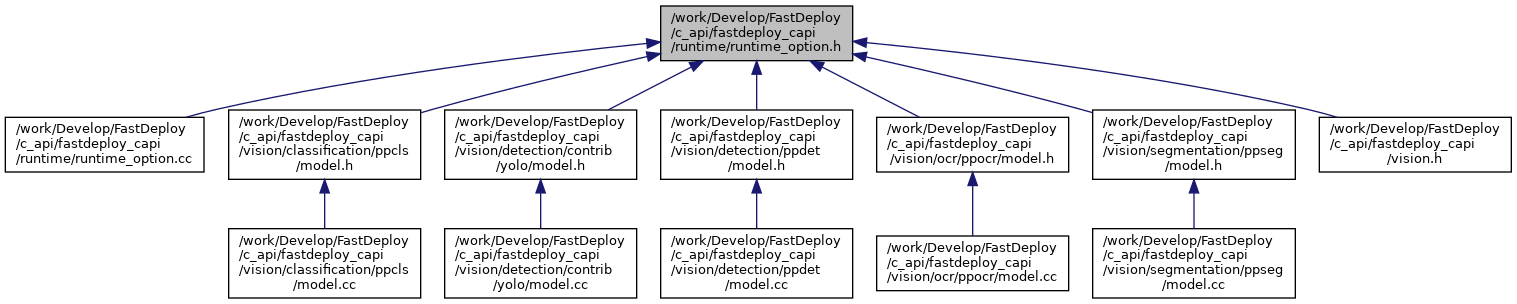 /work/Develop/FastDeploy
/c_api/fastdeploy_capi
/runtime/runtime_option.h
/work/Develop/FastDeploy
/c_api/fastdeploy_capi
/runtime/runtime_option.cc
/work/Develop/FastDeploy
/c_api/fastdeploy_capi
/vision/classification/ppcls
/model.h
/work/Develop/FastDeploy
/c_api/fastdeploy_capi
/vision/detection/contrib
/yolo/model.h
/work/Develop/FastDeploy
/c_api/fastdeploy_capi
/vision/detection/ppdet
/model.h
/work/Develop/FastDeploy
/c_api/fastdeploy_capi
/vision/ocr/ppocr/model.h
/work/Develop/FastDeploy
/c_api/fastdeploy_capi
/vision/segmentation/ppseg
/model.h
/work/Develop/FastDeploy
/c_api/fastdeploy_capi
/vision.h
/work/Develop/FastDeploy
/c_api/fastdeploy_capi
/vision/classification/ppcls
/model.cc
/work/Develop/FastDeploy
/c_api/fastdeploy_capi
/vision/detection/contrib
/yolo/model.cc
/work/Develop/FastDeploy
/c_api/fastdeploy_capi
/vision/detection/ppdet
/model.cc
/work/Develop/FastDeploy
/c_api/fastdeploy_capi
/vision/ocr/ppocr/model.cc
/work/Develop/FastDeploy
/c_api/fastdeploy_capi
/vision/segmentation/ppseg
/model.cc